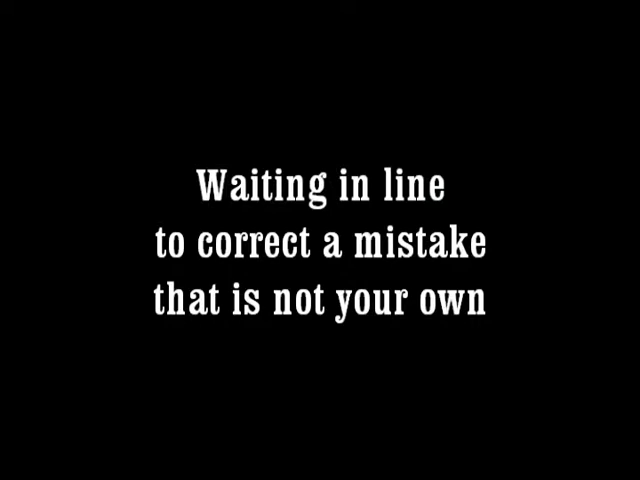 Waiting in line
to correct a mistake
that is not your own